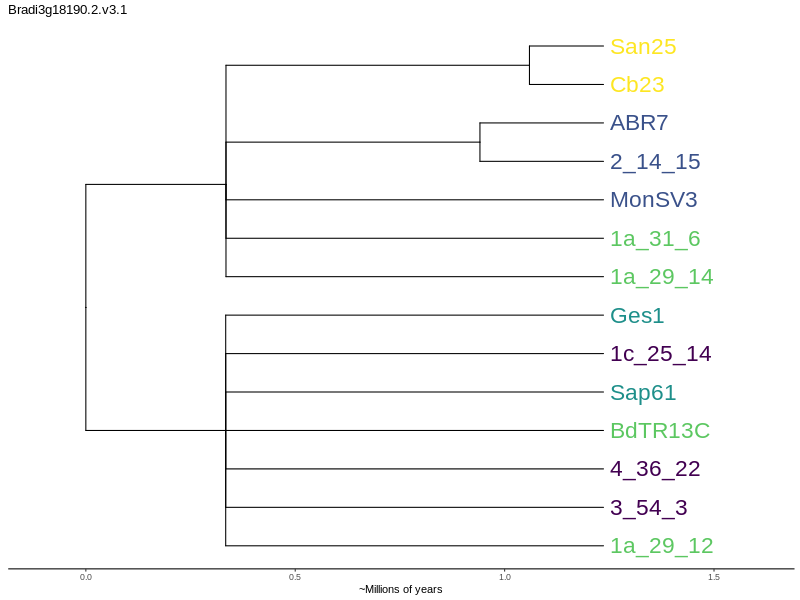 Bradi3g18190.2.v3.1
San25
Cb23
ABR7
2_14_15
MonSV3
1a_31_6
1a_29_14
Ges1
1c_25_14
Sap61
BdTR13C
4_36_22
3_54_3
1a_29_12
0.0 0.5 1.0 1.5
~Millions of years